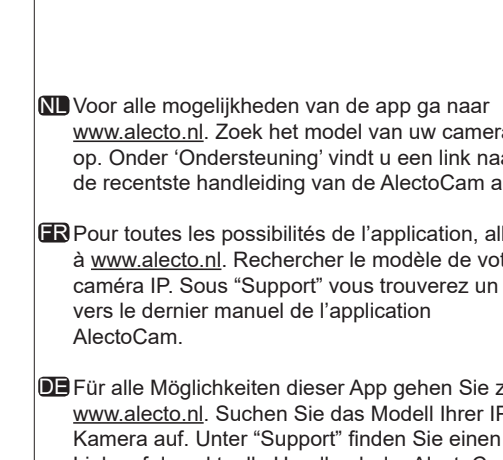 NL Voor alle mogelijkheden van de app ga naar
www.alecto.nl. Zoek het model van uw camera
op. Onder ‘Ondersteuning’ vindt u een link
de recentste handleiding van de AlectoCam
FR Pour toutes les possibilités de l’application,
à www.alecto.nl. Rechercher le modèle de
caméra IP. Sous “Support” vous trouverez un
vers le dernier manuel de l’application
AlectoCam.
DE Für alle Möglichkeiten dieser App gehen Sie
www.alecto.nl. Suchen Sie das Modell Ihrer IP
Kamera auf. Unter “Support” finden Sie einen